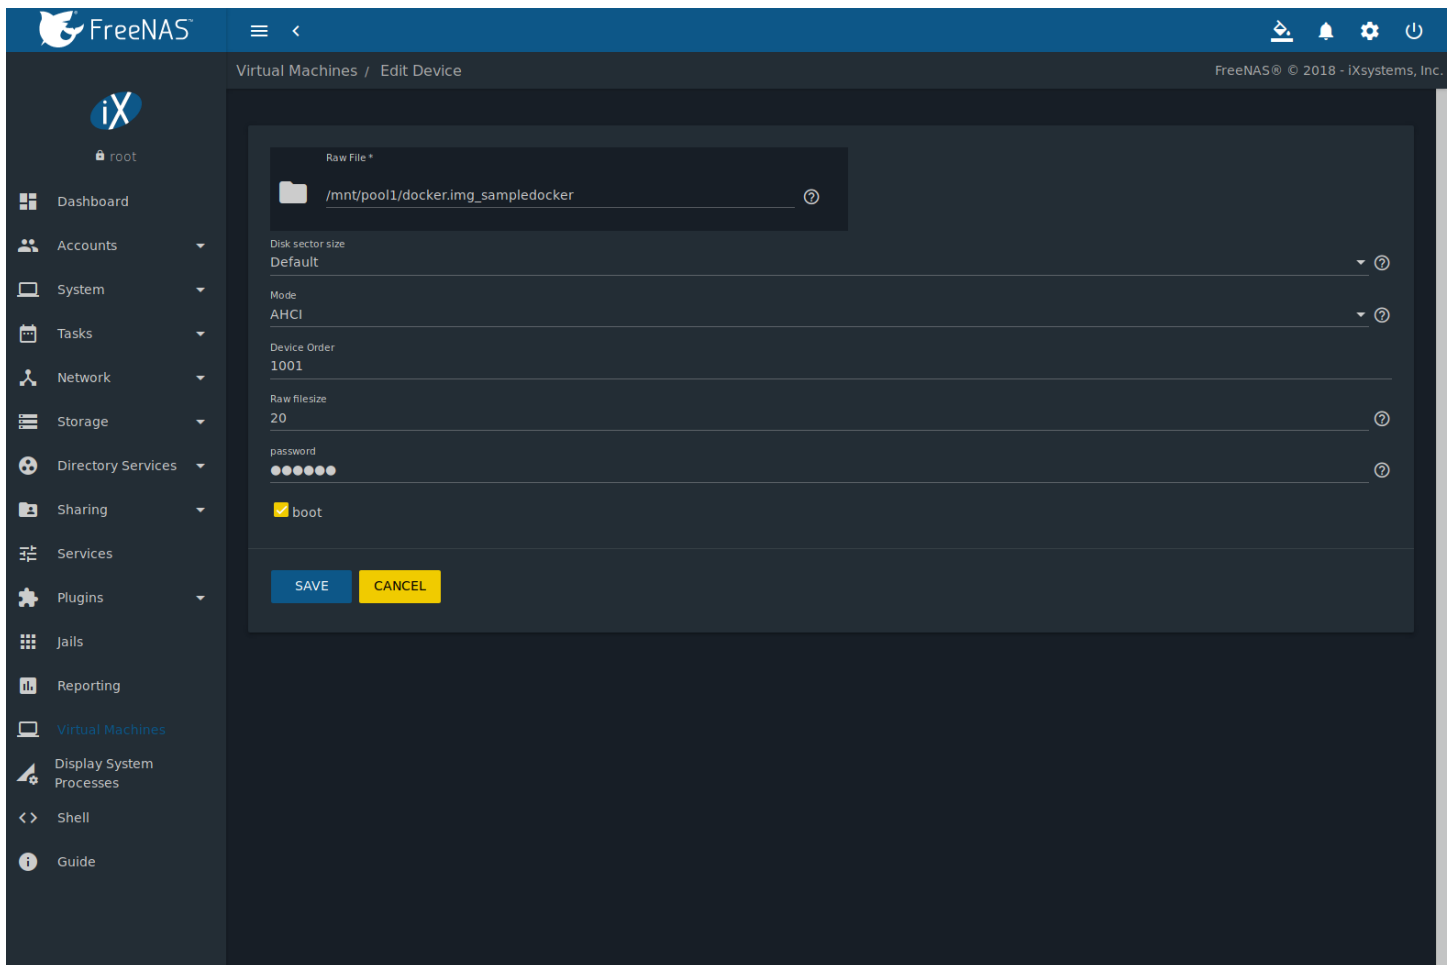 FreeNAS™
Virtual Machines / Edit Device
FreeNAS® © 2018 - iXsystems, Inc.
iX
root
Dashboard
Accounts
System
Tasks
Network
Storage
Directory Services
Sharing
Services
Plugins
Jails
Reporting
Virtual Machines
Display System
Processes
Shell
Guide
Raw File *
/mnt/pool1/docker.img_sampledocker
Disk sector size
Default
Mode
AHCI
Device Order
1001
Raw filesize
20
password
●●●●●●
boot
SAVE
CANCEL